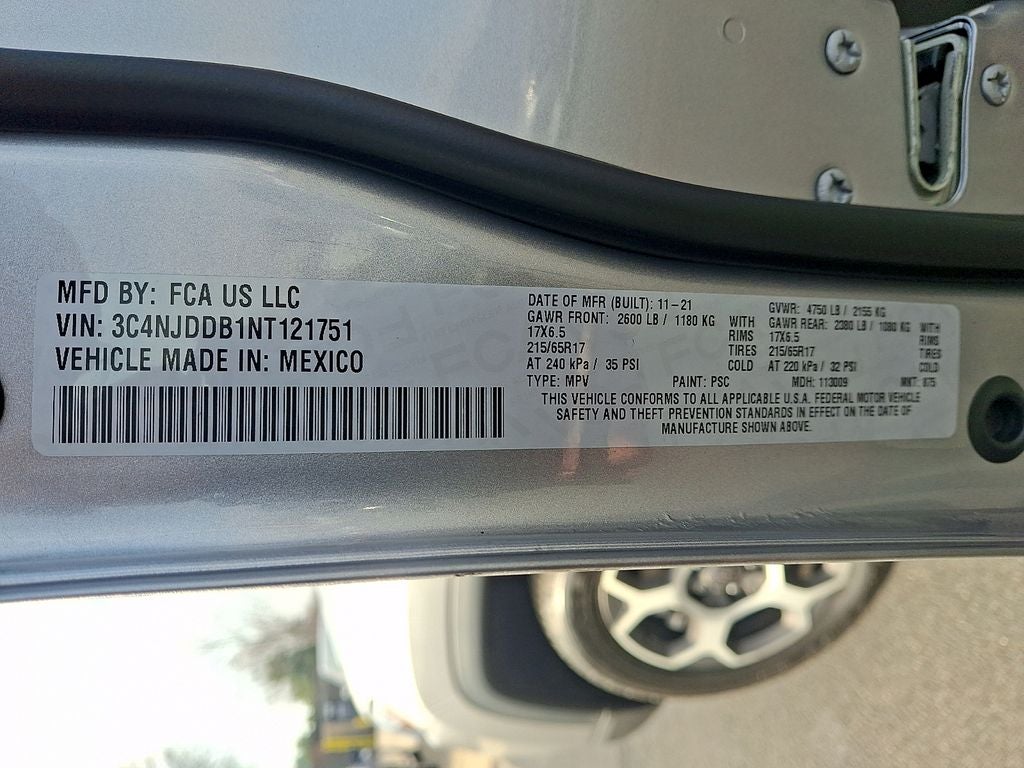 MFD BY: FCA US LLC
VIN: 3C4NJDDB1NT121751
VEHICLE MADE IN: MEXICO
DATE OF MFR (BUILT): 11-21
GVWR: 4750 LB / 2155 KG
GAWR FRONT: 2600 LB / 1180 KG WITH
17X6.5 RIMS
215/65R17 TIRES
AT 240 kPa / 35 PSI COLD
GAWR REAR: 2380 LB / 1080 KG WITH
17X6.5 RIMS
215/65R17 TIRES
AT 220 kPa / 32 PSI COLD
TYPE: MPV PAINT: PSC MDH: 113009 MKT: 875
THIS VEHICLE CONFORMS TO ALL APPLICABLE U.S.A. FEDERAL MOTOR VEHICLE
SAFETY AND THEFT PREVENTION STANDARDS IN EFFECT ON THE DATE OF
MANUFACTURE SHOWN ABOVE.